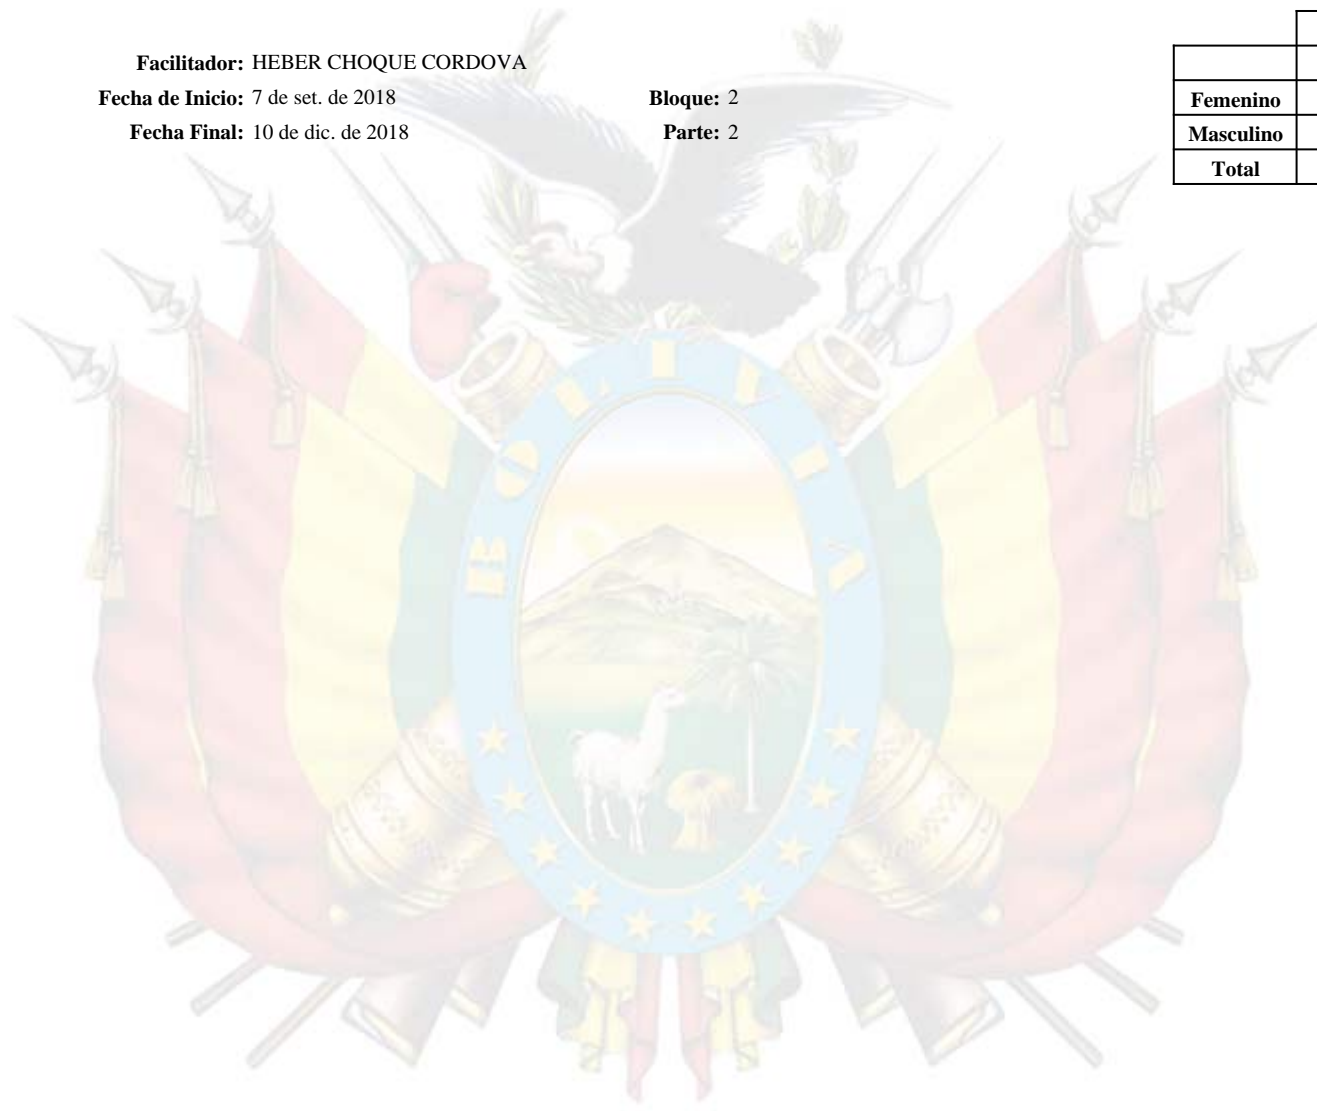 Facilitador: HEBER CHOQUE CORDOVA
Fecha de Inicio: 7 de set. de 2018 Bloque: 2
Fecha Final: 10 de dic. de 2018 Parte: 2
Femenino
Masculino
Total
BOLIVIA